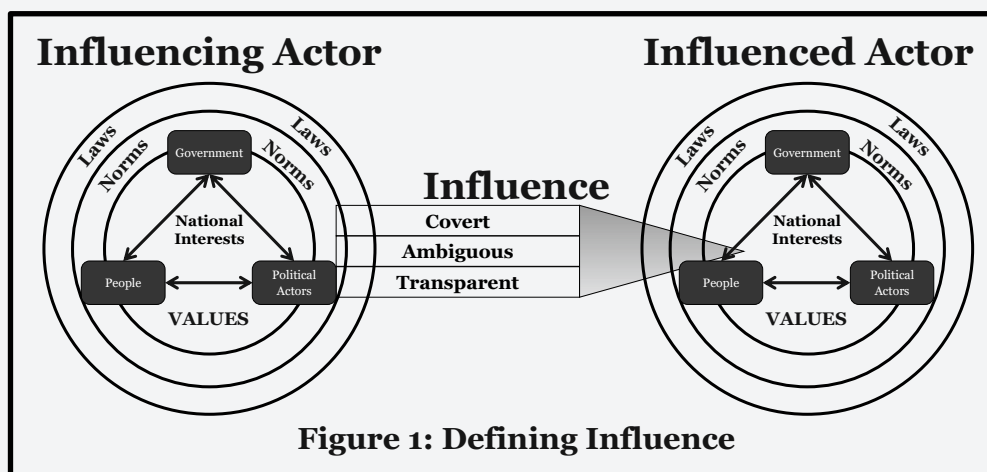 Influencing Actor
Influenced Actor
Laws
Laws
Norms
Norms
Government
National
Interests
People
Political
Actors
VALUES
Influence
Covert
Ambiguous
Transparent
Laws
Laws
Norms
Norms
Government
National
Interests
People
Political
Actors
VALUES
Figure 1: Defining Influence